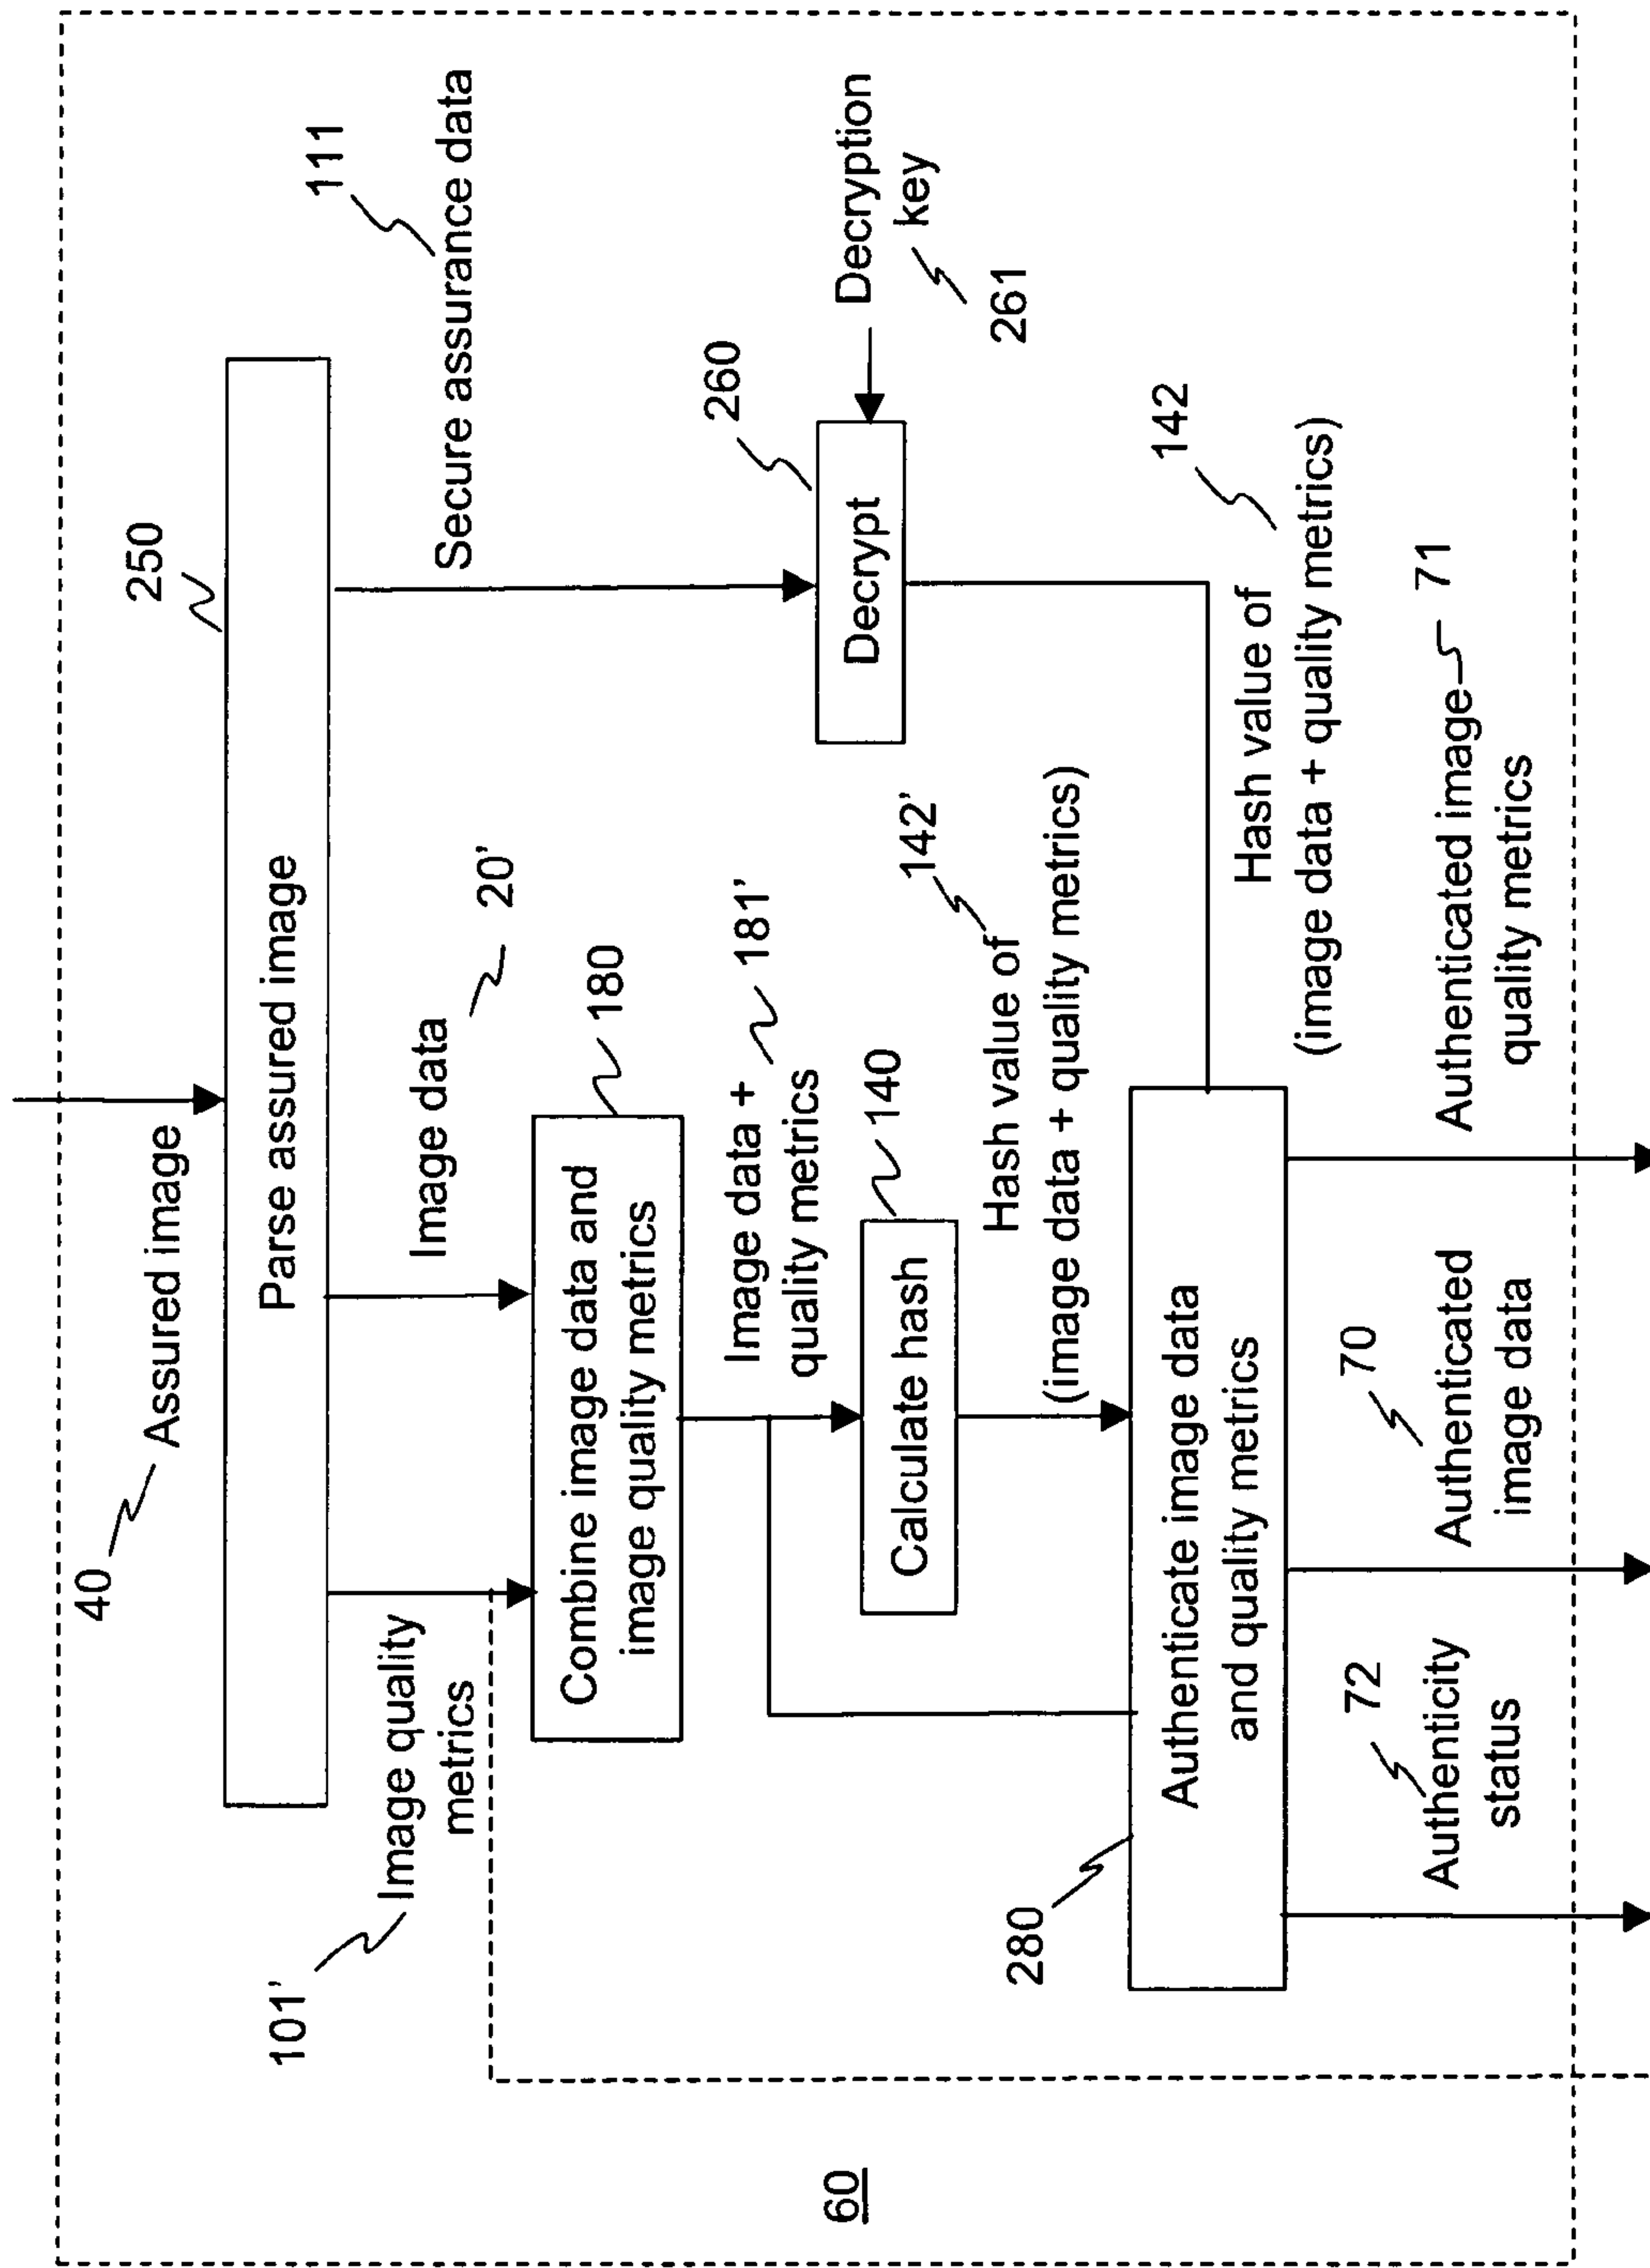 40
Assured image
250
Parse assured image
101'
Image quality
metrics
Image data
20'
Secure assurance data
111
Combine image data and
image quality metrics
180
Image data +
quality metrics
181'
260
Decrypt
Decryption
key
261
Calculate hash
140
142'
Hash value of
(image data + quality metrics)
280
Authenticate image data
and quality metrics
Hash value of
(image data + quality metrics)
142
72
Authenticity
status
70
Authenticated
image data
Authenticated image
quality metrics
71
60